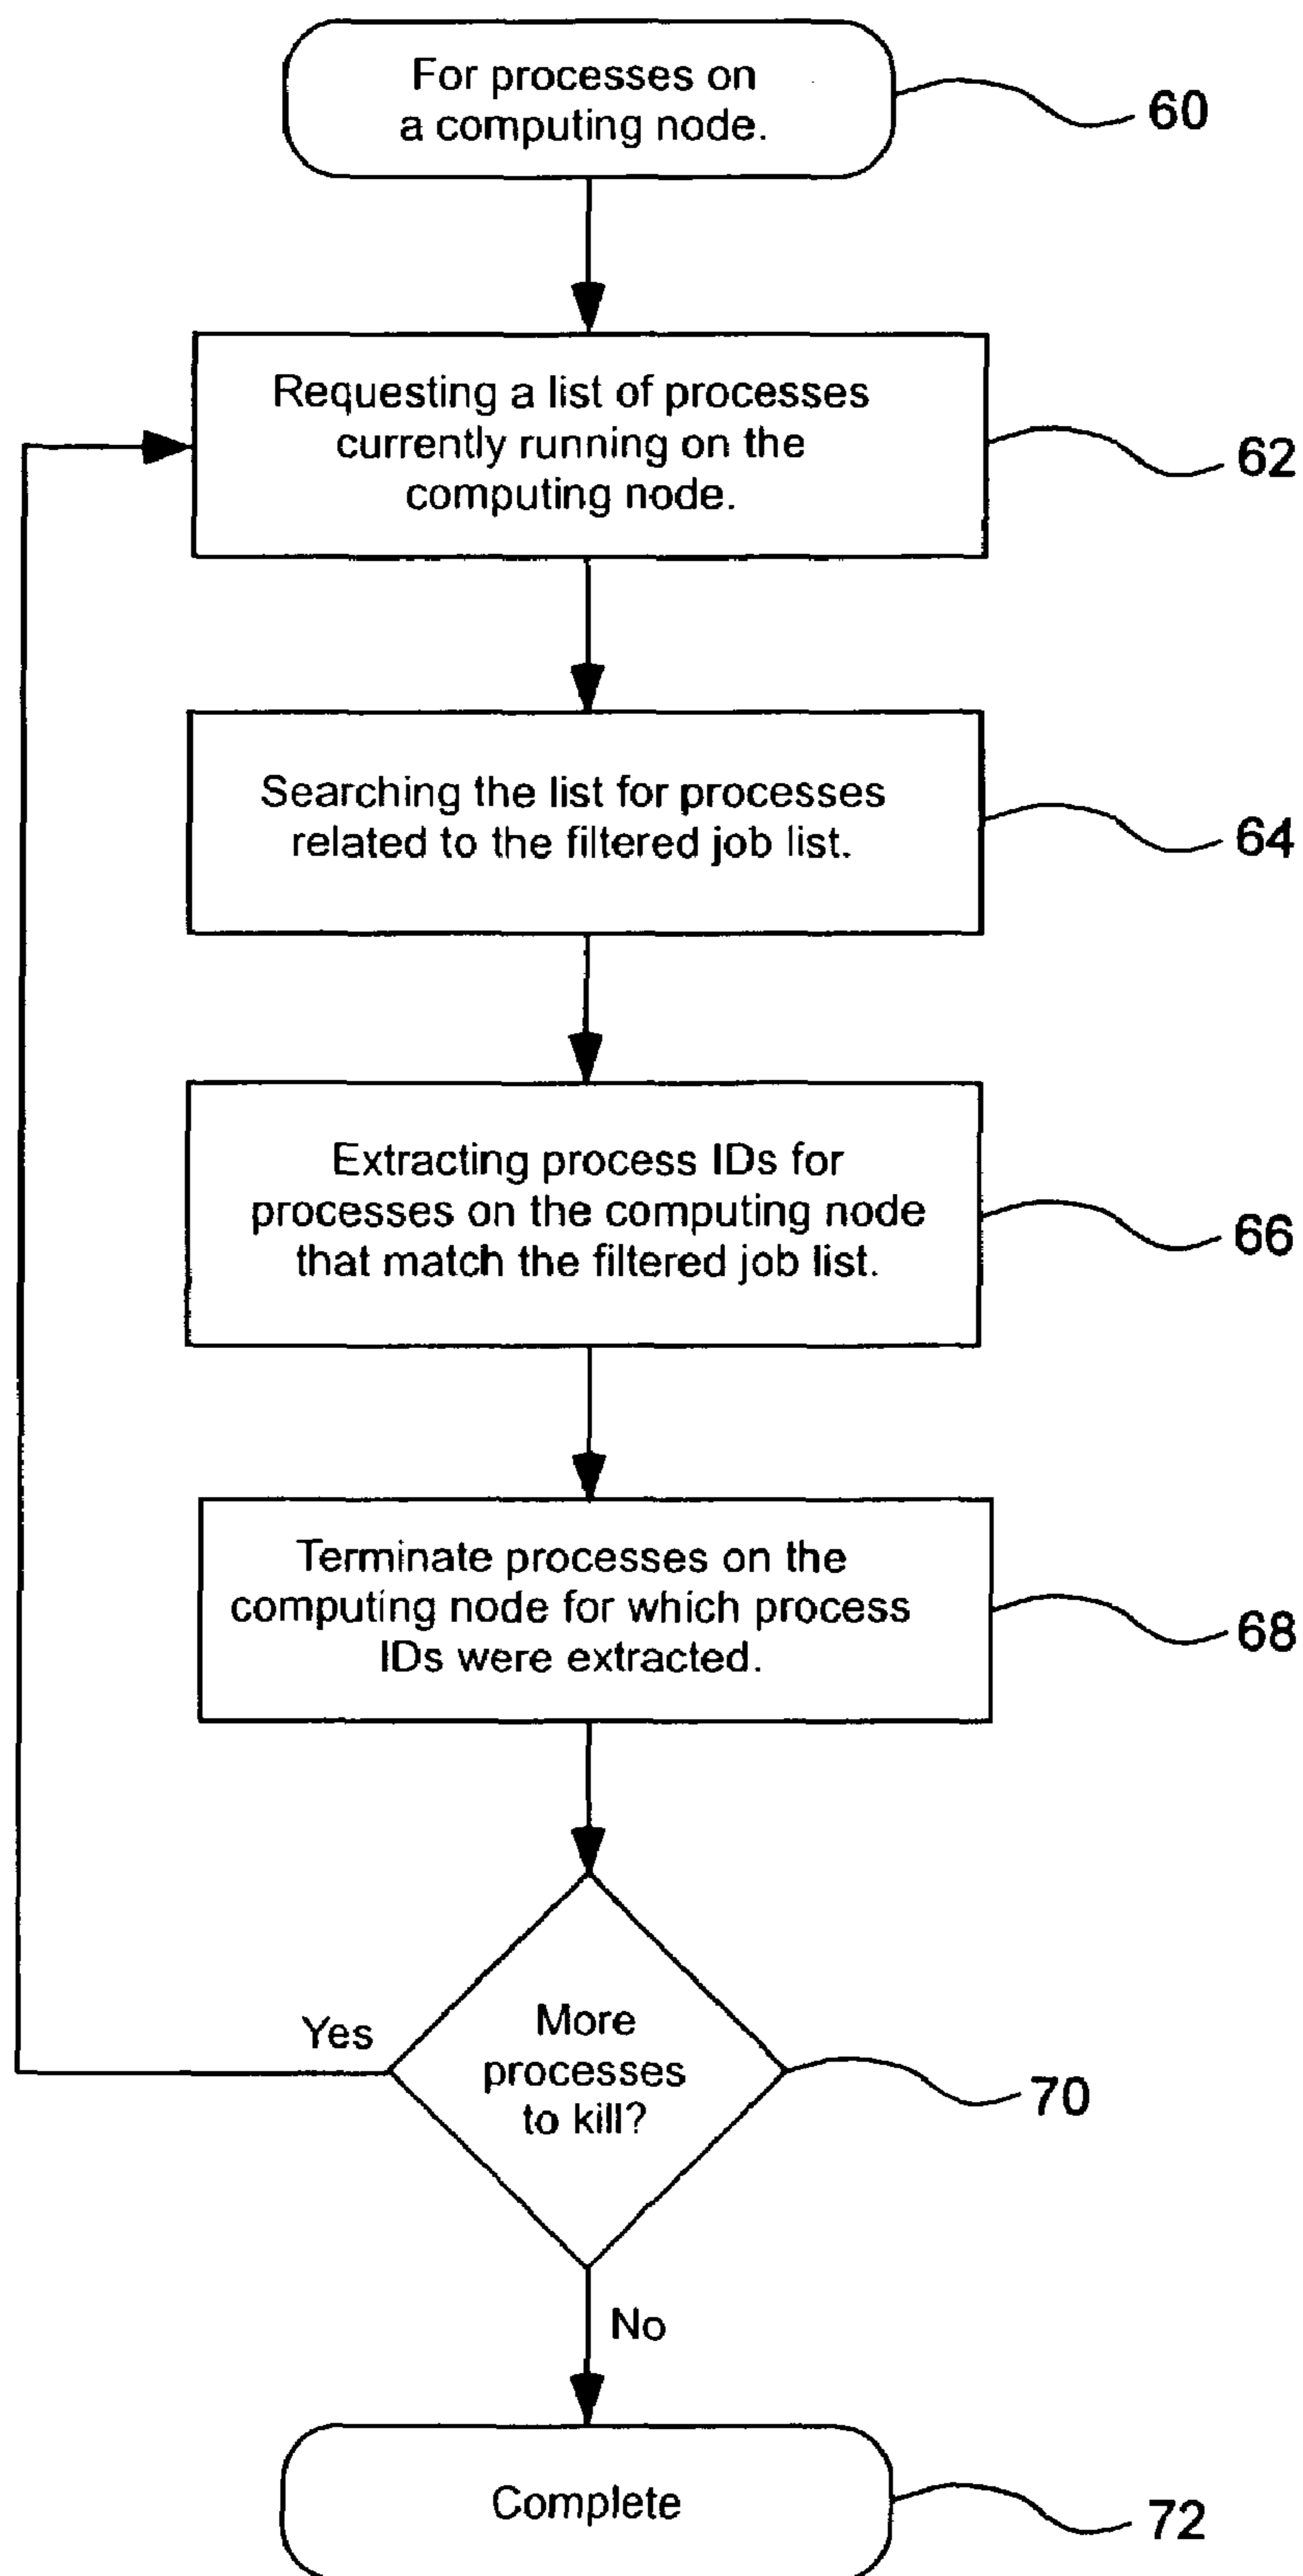 For processes on
a computing node.
60
Requesting a list of processes
currently running on the
computing node.
62
Searching the list for processes
related to the filtered job list.
64
Extracting process IDs for
processes on the computing node
that match the filtered job list.
66
Terminate processes on the
computing node for which process
IDs were extracted.
68
More
processes
to kill?
Yes
70
No
Complete
72